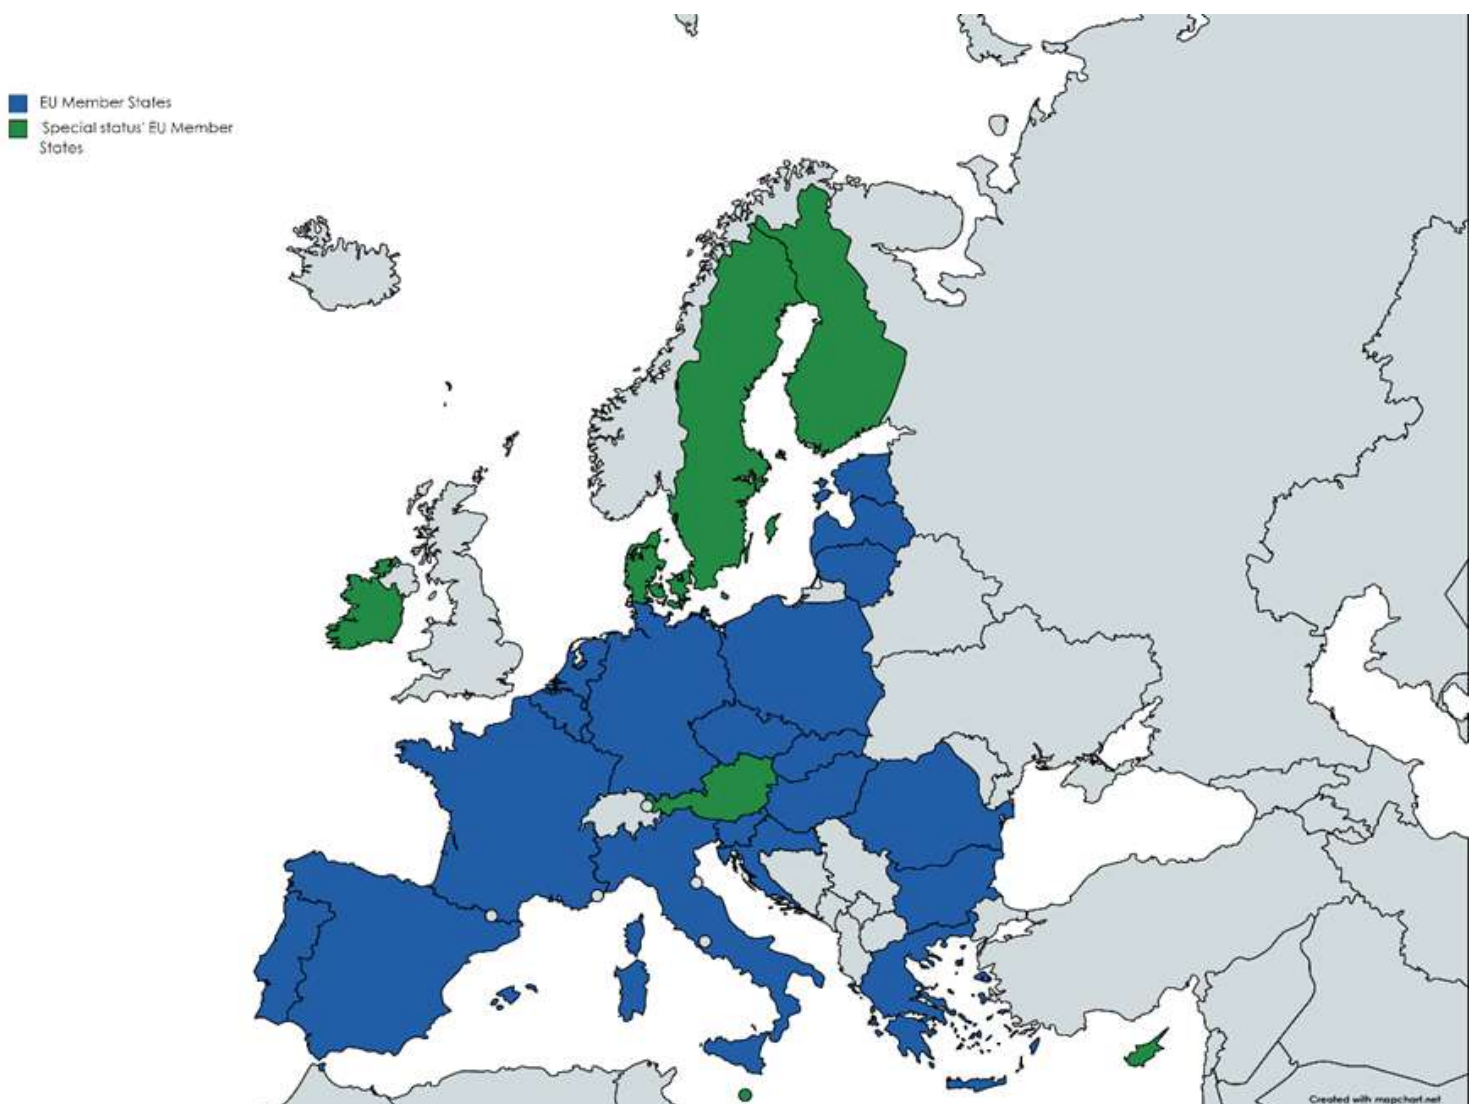 EU Member States
'Special status' EU Member
States
Created with mapchart.net